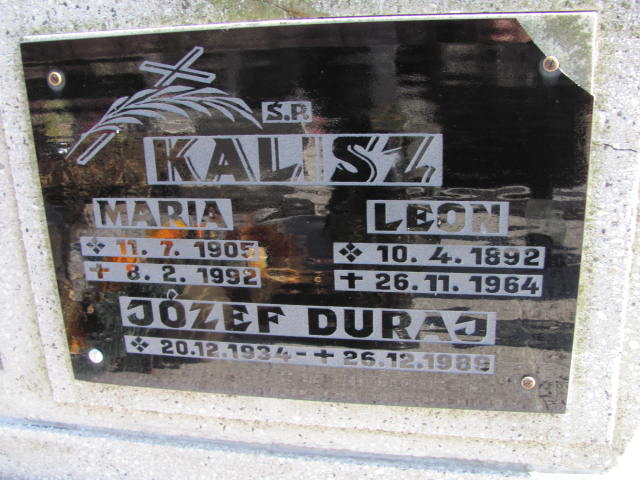 Ś.P.
KALISZ
MARIA LEON
11.7.1905 10.4.1892
✝ 8.2.1992 ✝ 26.11.1964
JÓZEF DURAJ
20.12.1934 - ✝ 26.12.1989